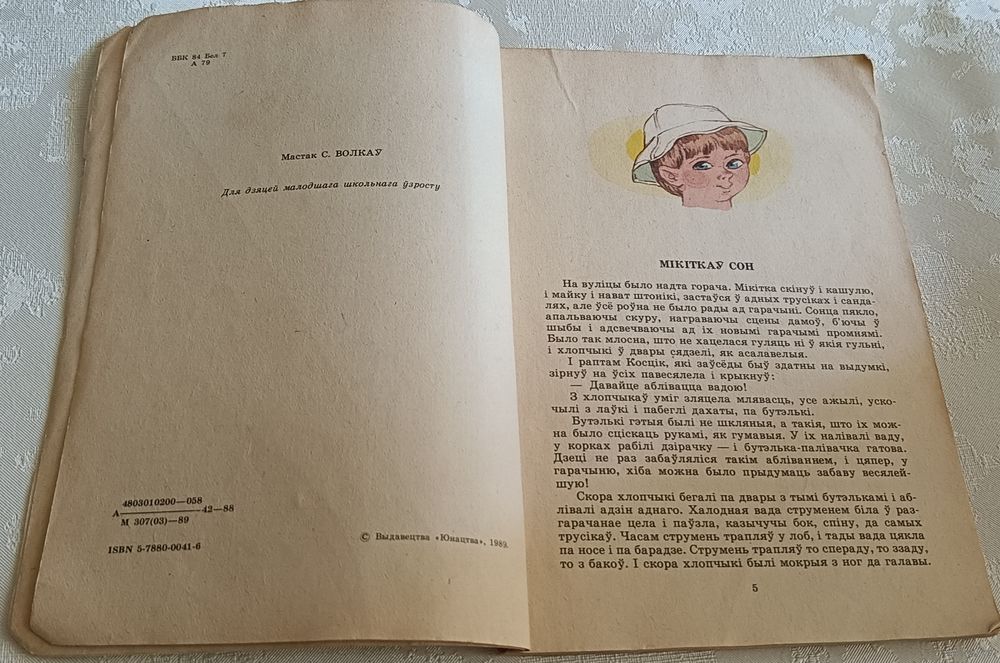 ББК 84 Бел 7
А 79
Мастак С. ВОЛКАЎ
Для дзяцей малодшага школьнага ўзросту
4803010200—058
А 42—88
М 307(03)—89
ISBN 5-7880-0041-6
© Выдавецтва «Юнацтва», 1989.
МІКІТКАЎ СОН
На вуліцы было надта горача. Мікітка скінуў і кашулю,
і майку і нават штонікі, застаўся ў адных трусіках і санда-
лях, але ўсё роўна не было рады ад гарачыні. Сонца пякло,
апальваючы скуру, награваючы сцены дамоў, б'ючы ў
шыбы і адсвечваючы ад іх новымі гарачымі промнямі.
Было так млосна, што не хацелася гуляць ні ў якія гульні,
і хлопчыкі ў двары сядзелі, як асалавелыя.
І раптам Косцік, які заўсёды быў здатны на выдумкі,
зірнуў на ўсіх павесялела і крыкнуў:
— Давайце аблівацца вадою!
З хлопчыкаў уміг зляцела млявасць, усе ажылі, уско-
чылі з лаўкі і пабеглі дахаты, па бутэлькі.
Бутэлькі гэтыя былі не шкляныя, а такія, што іх мож-
на было сціскаць рукамі, як гумавыя. У іх налівалі ваду,
у корках рабілі дзірачку — і бутэлька-палівачка гатова.
Дзеці не раз забаўляліся такім абліваннем, і цяпер, у
гарачыню, хіба можна было прыдумаць забаву весялей-
шую!
Скора хлопчыкі бегалі па двары з тымі бутэлькамі і аб-
лівалі адзін аднаго. Халодная вада струменем біла ў раз-
гарачанае цела і паўзла, казычучы бок, спіну, да самых
трусікаў. Часам струмень трапляў у лоб, і тады вада цякла
па носе і па барадзе. Струмень трапляў то спераду, то ззаду,
то з бакоў. І скора хлопчыкі былі мокрыя з ног да галавы.
5